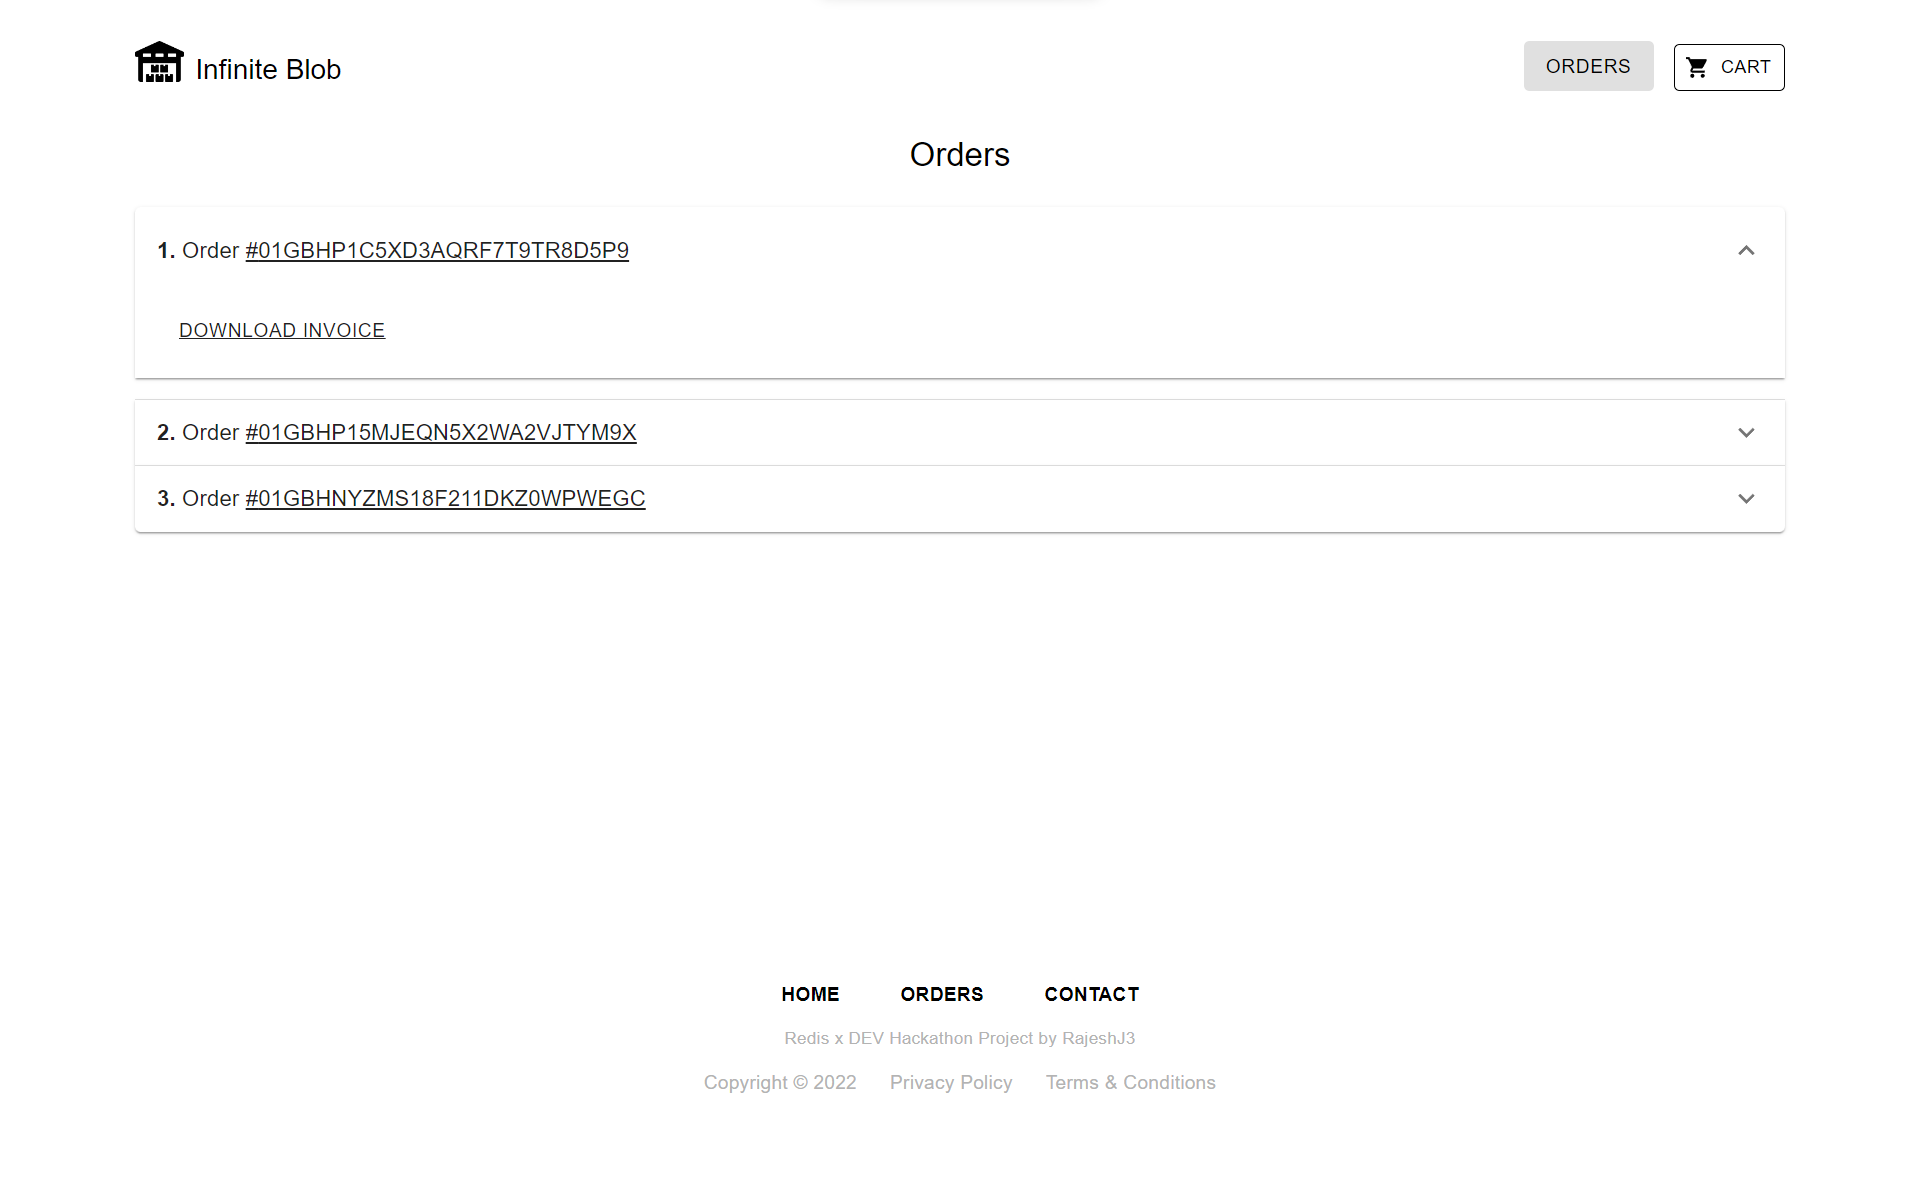 Infinite Blob
ORDERS
CART
Orders
1. Order #01GBHP1C5XD3AQRF7T9TR8D5P9
DOWNLOAD INVOICE
2. Order #01GBHP15MJEQN5X2WA2VJTYM9X
3. Order #01GBHNYZMS18F211DKZ0WPWEGC
HOME ORDERS CONTACT
Redis x DEV Hackathon Project by RajeshJ3
Copyright © 2022 Privacy Policy Terms & Conditions